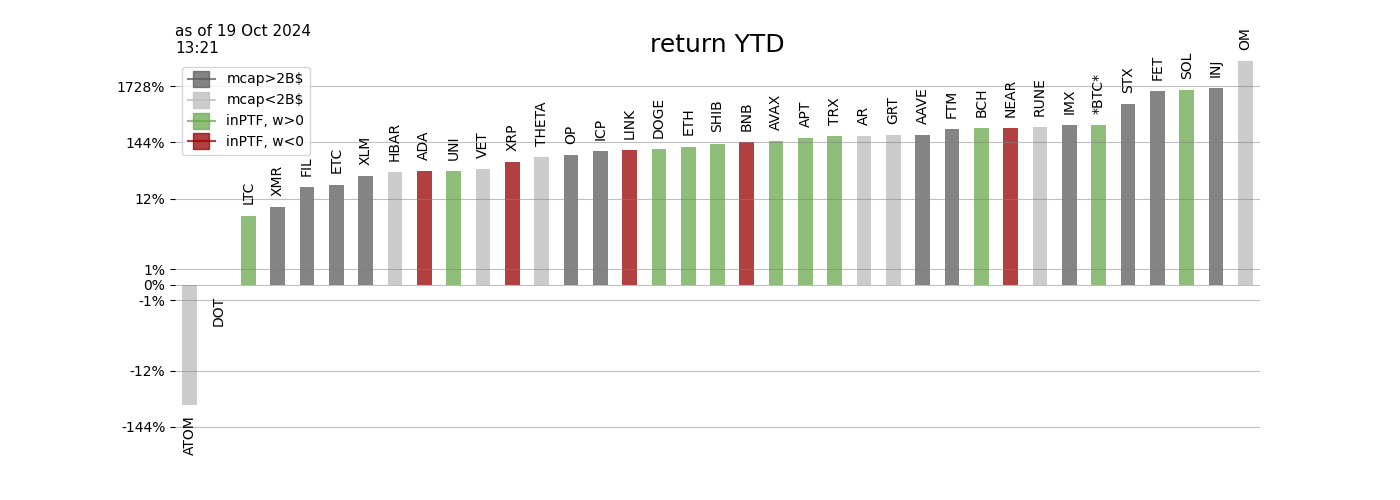 as of 19 Oct 2024
13:21
return YTD
mcap>2B$
mcap<2B$
inPTF, w>0
inPTF, w<0
1728%
144%
12%
1%
0%
-1%
-12%
-144%
ATOM
DOT
LTC
XMR
FIL
ETC
XLM
HBAR
ADA
UNI
VET
XRP
THETA
OP
ICP
LINK
DOGE
ETH
SHIB
BNB
AVAX
APT
TRX
AR
GRT
AAVE
FTM
BCH
NEAR
RUNE
IMX
*BTC*
STX
FET
SOL
INJ
OM